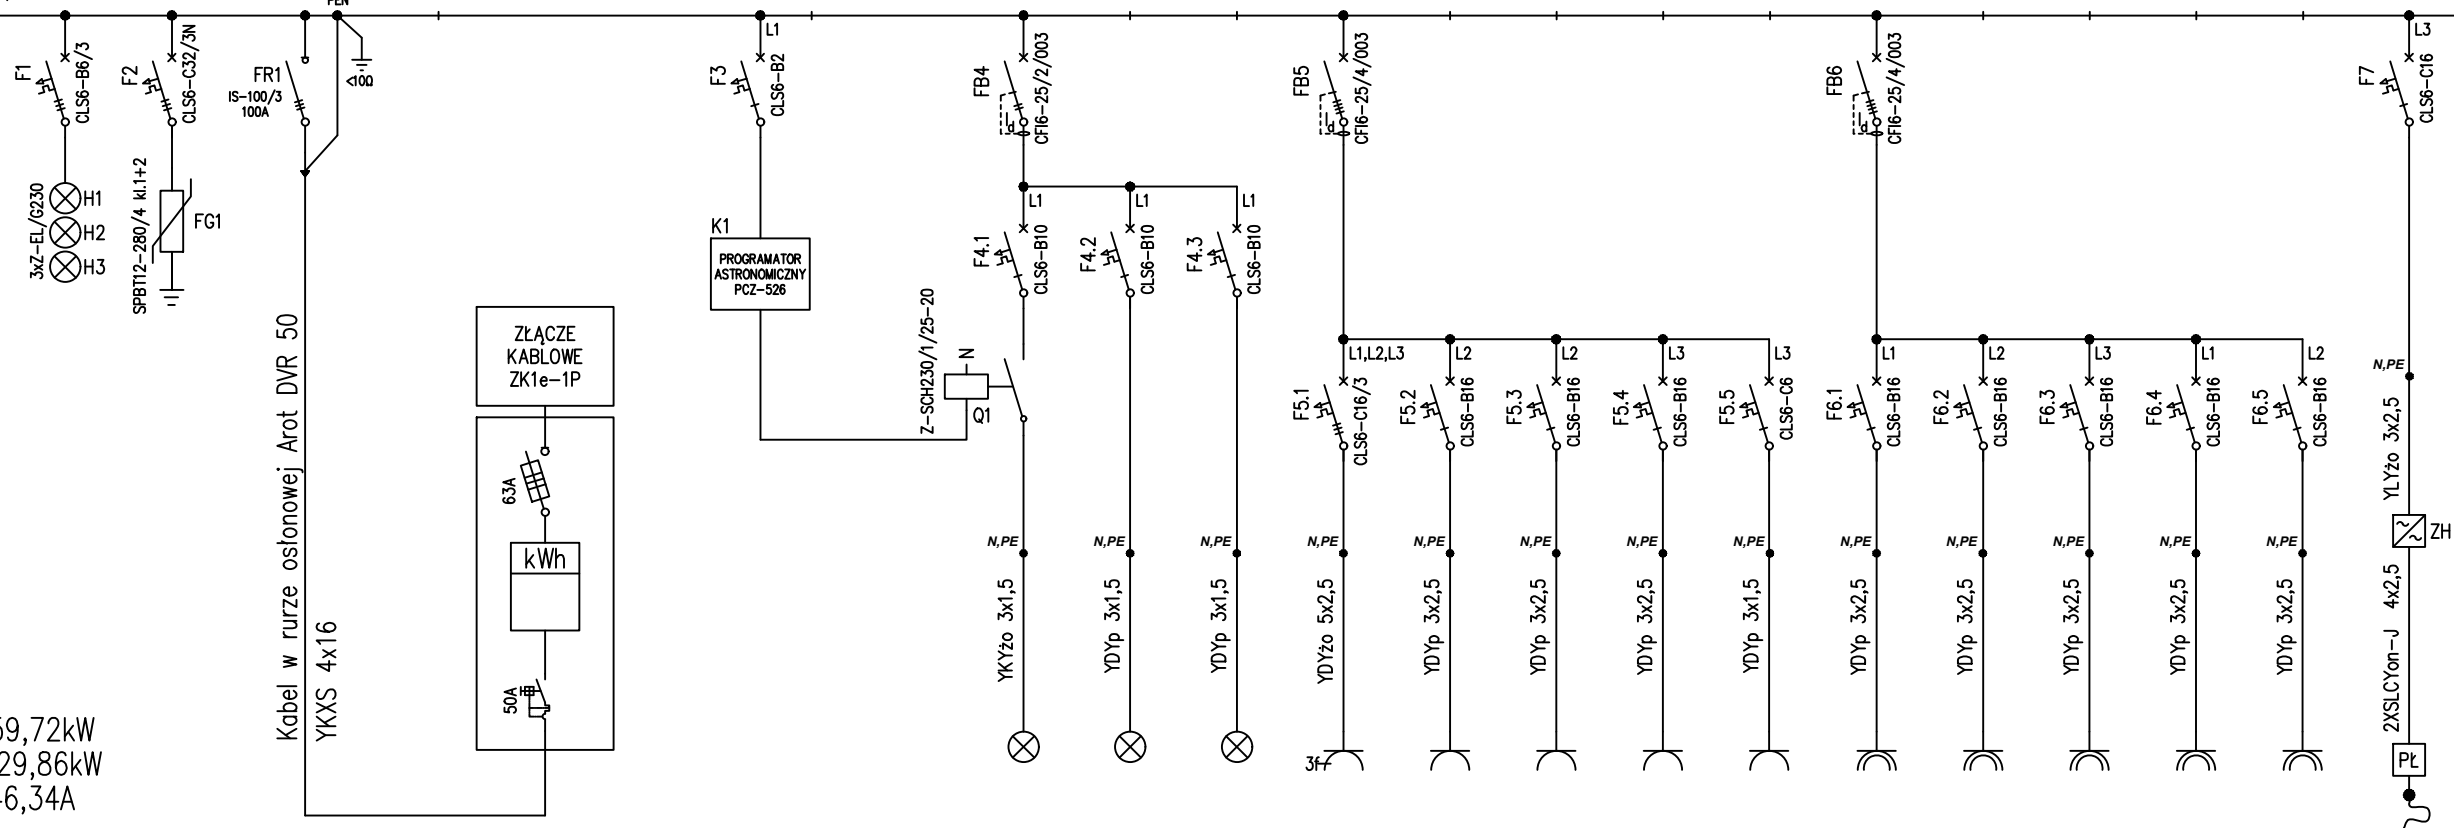 PEN
F1
CLS6-B6/3
3xZ-EL/G230
H1
H2
H3
F2
CLS6-C32/3N
SPBT12-280/4 kl.1+2
FG1
FR1
IS-100/3
100A
<10Ω
Kabel w rurze osłonowej Arot DVR 50
YKXS 4x16
ZŁĄCZE
KABLOWE
ZK1e-1P
63A
kWh
50A
L1
F3
CLS6-B2
K1
PROGRAMATOR
ASTRONOMICZNY
PCZ-526
Z-SCH230/1/25-20
N
Q1
FB4
Id
CFI6-25/2/003
L1
F4.1
CLS6-B10
N,PE
YKYżo 3x1,5
L1
F4.2
CLS6-B10
N,PE
YDYp 3x1,5
L1
F4.3
CLS6-B10
N,PE
YDYp 3x1,5
FB5
Id
CFI6-25/4/003
L1,L2,L3
F5.1
CLS6-C16/3
N,PE
YDYżo 5x2,5
3f
L2
F5.2
CLS6-B16
N,PE
YDYp 3x2,5
L2
F5.3
CLS6-B16
N,PE
YDYp 3x2,5
L3
F5.4
CLS6-B16
N,PE
YDYp 3x2,5
L3
F5.5
CLS6-C6
N,PE
YDYp 3x1,5
FB6
Id
CFI6-25/4/003
L1
F6.1
CLS6-B16
N,PE
YDYp 3x2,5
L2
F6.2
CLS6-B16
N,PE
YDYp 3x2,5
L3
F6.3
CLS6-B16
N,PE
YDYp 3x2,5
L1
F6.4
CLS6-B16
N,PE
YDYp 3x2,5
L2
F6.5
CLS6-B16
N,PE
YDYp 3x2,5
L3
F7
CLS6-C16
N,PE
YLYżo 3x2,5
ZH
2XSLCYon-J 4x2,5
PŁ
59,72kW
29,86kW
6,34A